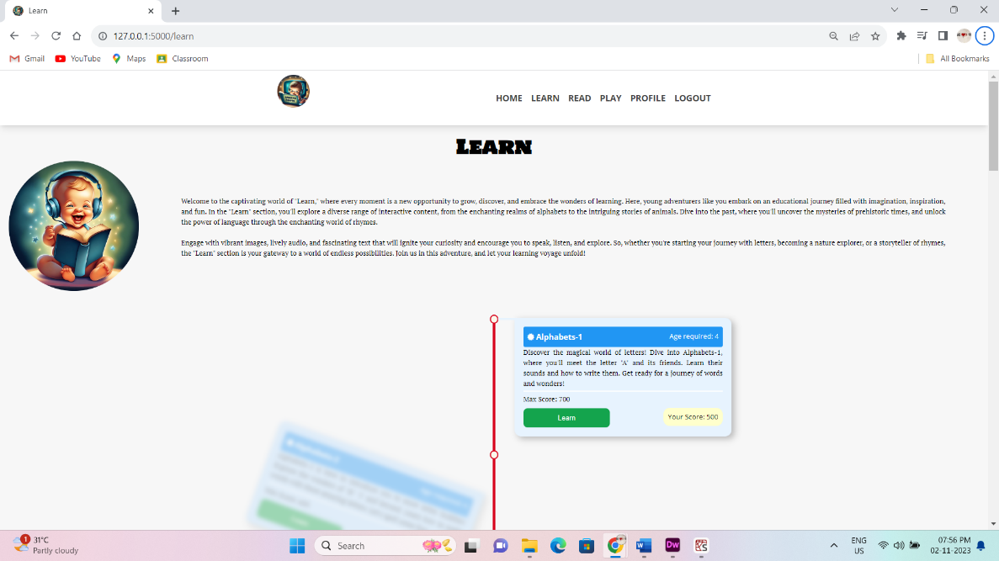 Learn
127.0.0.1:5000/learn
Gmail
YouTube
Maps
Classroom
All Bookmarks
HOME LEARN READ PLAY PROFILE LOGOUT
LEARN
Welcome to the captivating world of "Learn," where every moment is a new opportunity to grow, discover, and embrace the wonders of learning. Here, young adventurers like you embark on an educational journey filled with imagination, inspiration,
and fun. In the "Learn" section, you'll explore a diverse range of interactive content, from the enchanting realms of alphabets to the intriguing stories of animals. Dive into the past, where you'll uncover the mysteries of prehistoric times, and unlock
the power of language through the enchanting world of rhymes.
Engage with vibrant images, lively audio, and fascinating text that will ignite your curiosity and encourage you to speak, listen, and explore. So, whether you're starting your journey with letters, becoming a nature explorer, or a storyteller of rhymes,
the "Learn" section is your gateway to a world of endless possibilities. Join us in this adventure, and let your learning voyage unfold!
Alphabets-1 Age required: 4
Discover the magical world of letters! Dive into Alphabets-1,
where you'll meet the letter 'A' and its friends. Learn their
sounds and how to write them. Get ready for a journey of words
and wonders!
Max Score: 700
Learn Your Score: 500
1
31°C
Partly cloudy
Search
Dw
ENG
US
07:56 PM
02-11-2023